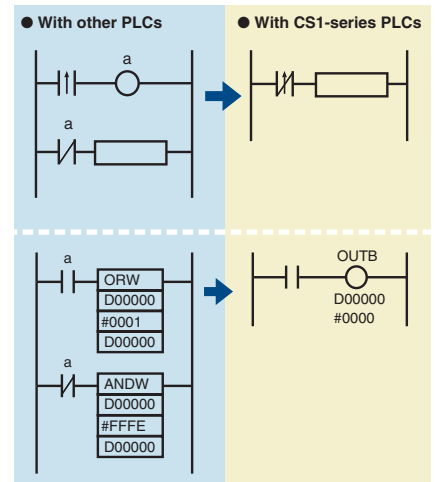 ● With other PLCs
● With CS1-series PLCs
a
a
a
ORW
D00000
#0001
D00000
a
ANDW
D00000
#FFFE
D00000
OUTB
D00000
#0000